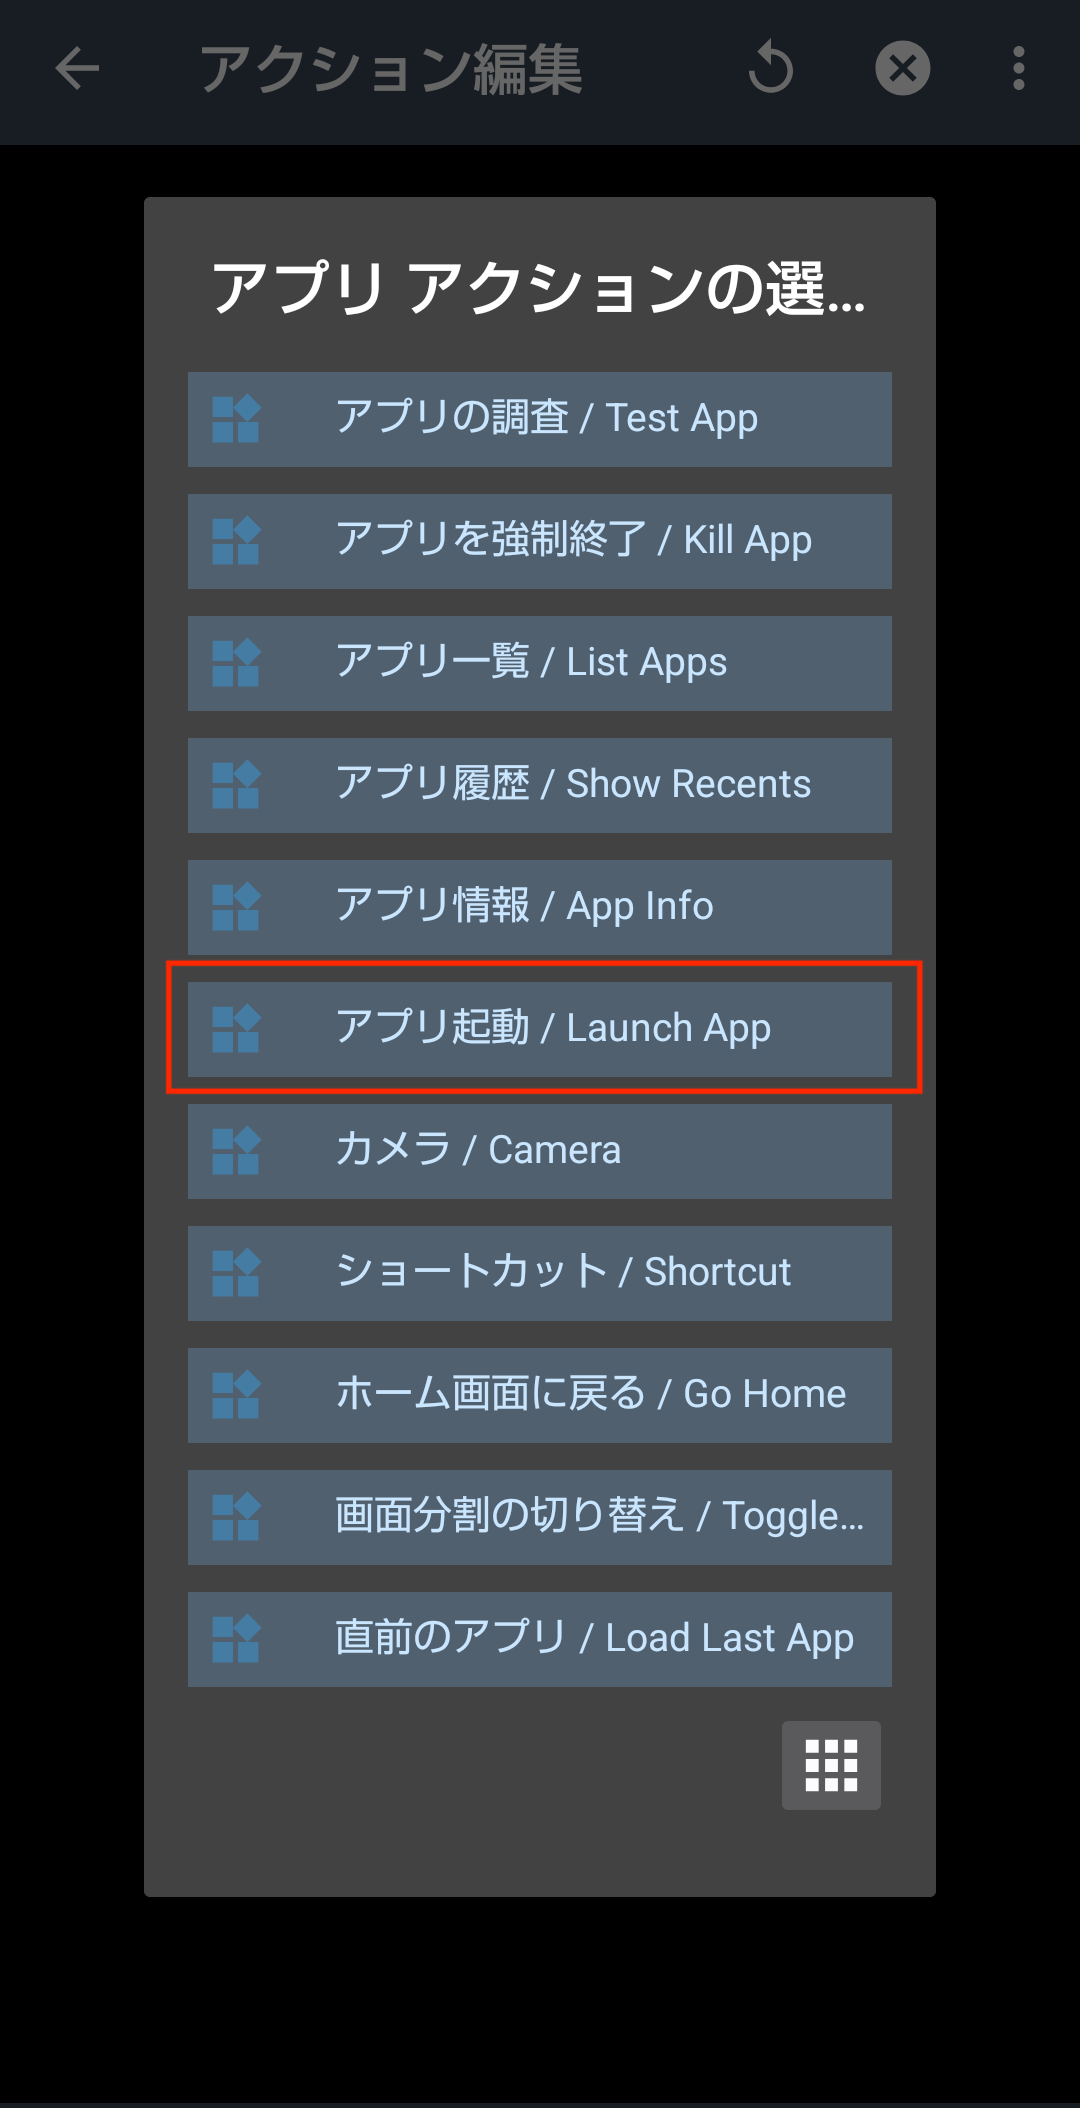 アクション編集
アプリ アクションの選...
アプリの調査 / Test App
アプリを強制終了 / Kill App
アプリ一覧 / List Apps
アプリ履歴 / Show Recents
アプリ情報 / App Info
アプリ起動 / Launch App
カメラ / Camera
ショートカット / Shortcut
ホーム画面に戻る / Go Home
画面分割の切り替え / Toggle...
直前のアプリ / Load Last App